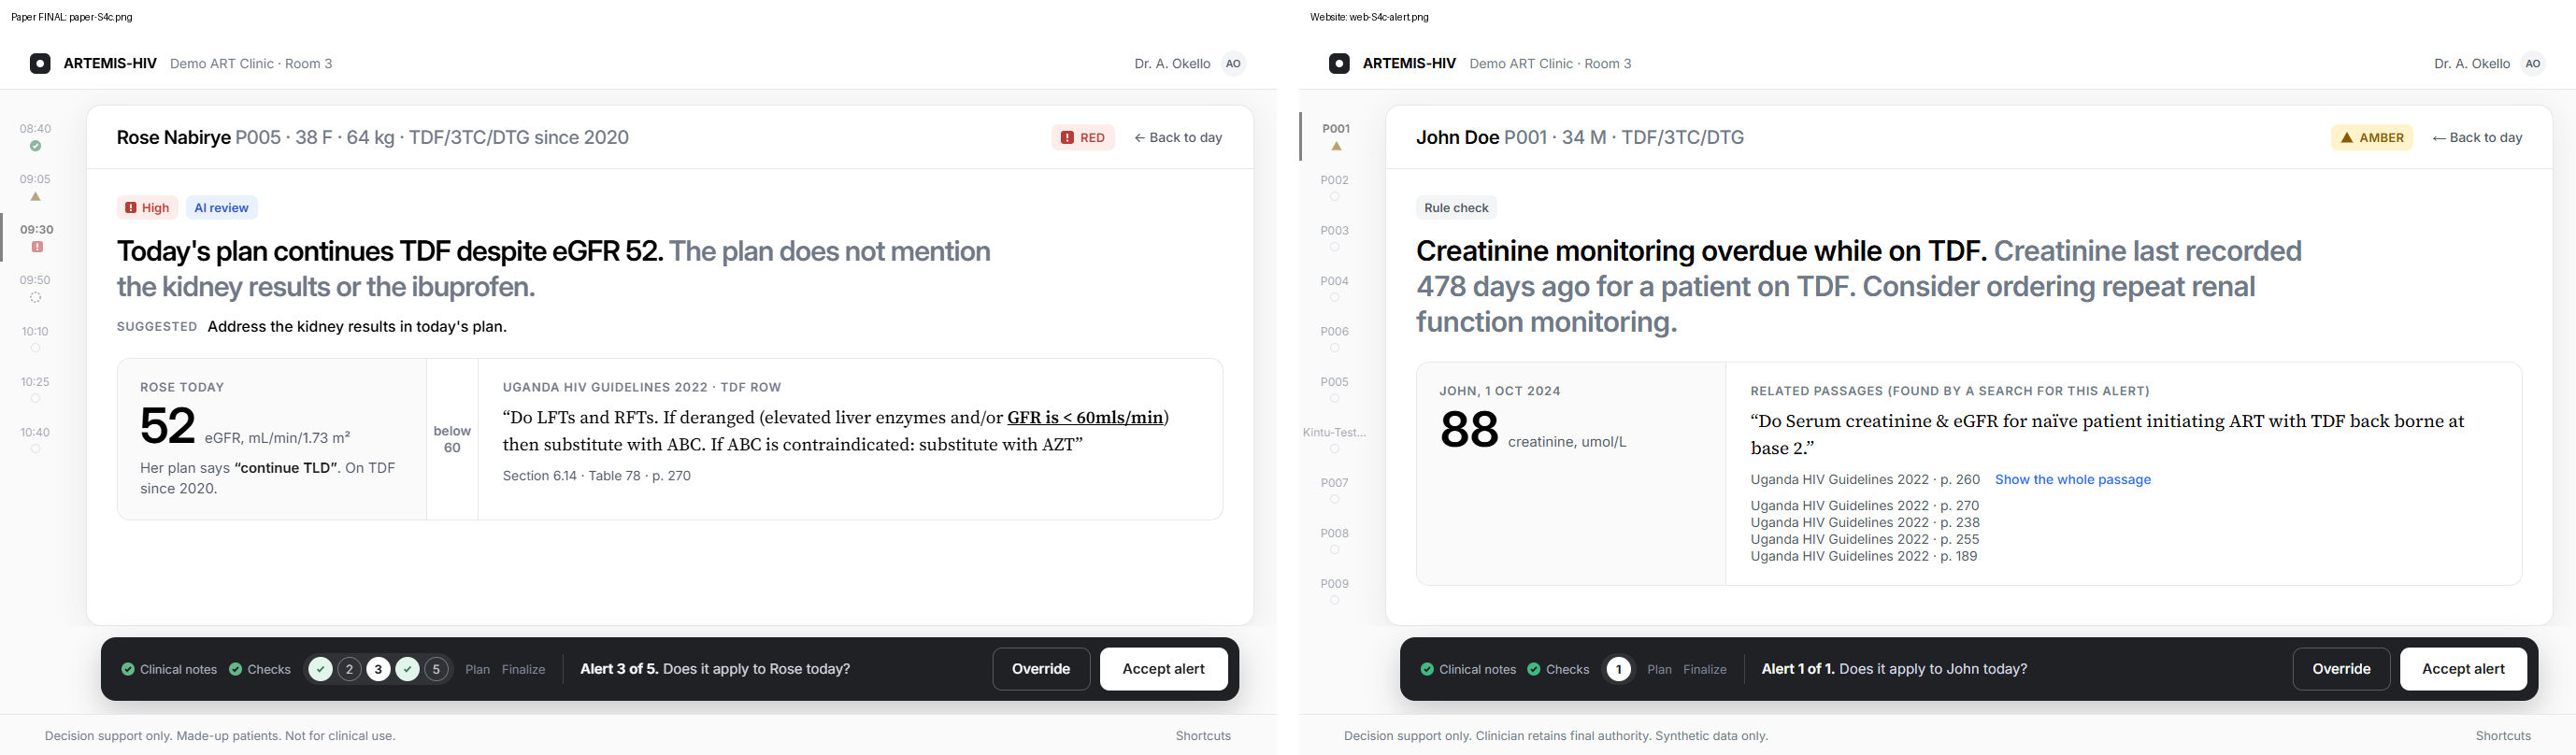 Paper FINAL: paper-S4c.png
ARTEMIS-HIV Demo ART Clinic · Room 3
Dr. A. Okello AO
08:40
09:05
09:30
09:50
10:10
10:25
10:40
Rose Nabirye P005 · 38 F · 64 kg · TDF/3TC/DTG since 2020
RED
← Back to day
High
AI review
Today's plan continues TDF despite eGFR 52. The plan does not mention
the kidney results or the ibuprofen.
SUGGESTED Address the kidney results in today's plan.
ROSE TODAY
52 eGFR, mL/min/1.73 m²
Her plan says “continue TLD”. On TDF
since 2020.
below
60
UGANDA HIV GUIDELINES 2022 · TDF ROW
“Do LFTs and RFTs. If deranged (elevated liver enzymes and/or GFR is < 60mls/min)
then substitute with ABC. If ABC is contraindicated: substitute with AZT”
Section 6.14 · Table 78 · p. 270
Clinical notes
Checks
2
3
5
Plan
Finalize
Alert 3 of 5. Does it apply to Rose today?
Override
Accept alert
Decision support only. Made-up patients. Not for clinical use.
Shortcuts
Website: web-S4c-alert.png
ARTEMIS-HIV Demo ART Clinic · Room 3
Dr. A. Okello AO
P001
P002
P003
P004
P006
P005
Kintu-Test...
P007
P008
P009
John Doe P001 · 34 M · TDF/3TC/DTG
AMBER
← Back to day
Rule check
Creatinine monitoring overdue while on TDF. Creatinine last recorded
478 days ago for a patient on TDF. Consider ordering repeat renal
function monitoring.
JOHN, 1 OCT 2024
88 creatinine, umol/L
RELATED PASSAGES (FOUND BY A SEARCH FOR THIS ALERT)
“Do Serum creatinine & eGFR for naïve patient initiating ART with TDF back borne at
base 2.”
Uganda HIV Guidelines 2022 · p. 260 Show the whole passage
Uganda HIV Guidelines 2022 · p. 270
Uganda HIV Guidelines 2022 · p. 238
Uganda HIV Guidelines 2022 · p. 255
Uganda HIV Guidelines 2022 · p. 189
Clinical notes
Checks
1
Plan
Finalize
Alert 1 of 1. Does it apply to John today?
Override
Accept alert
Decision support only. Clinician retains final authority. Synthetic data only.
Shortcuts